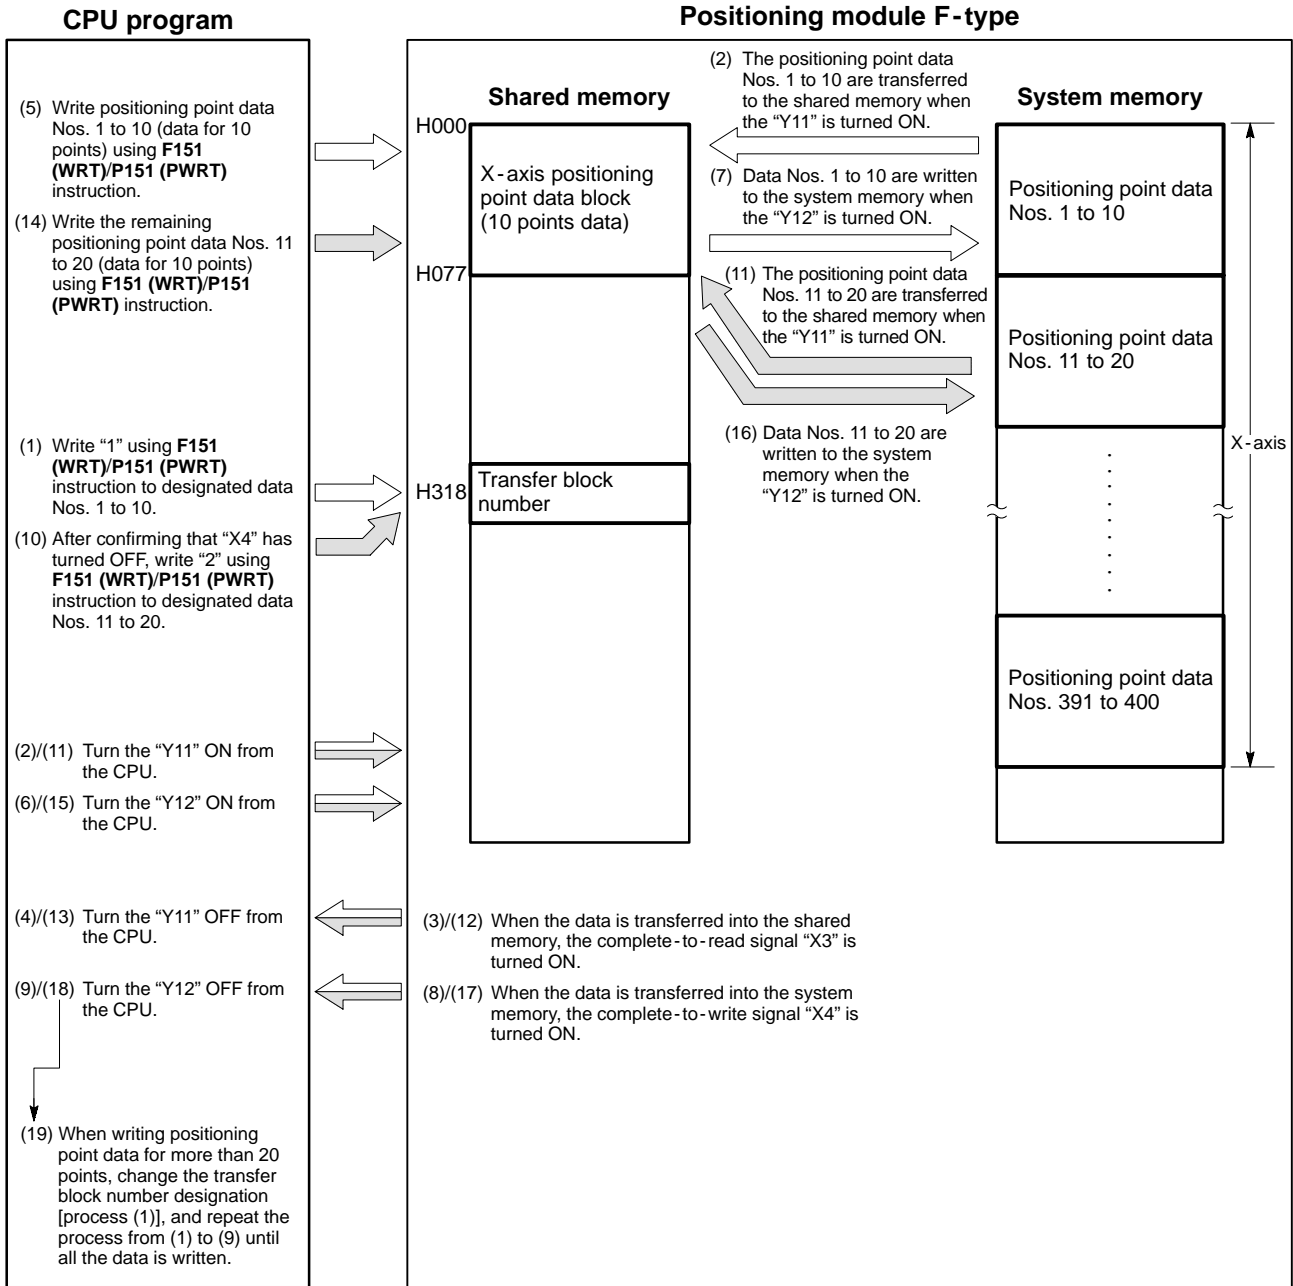 CPU program
Positioning module F-type
(5) Write positioning point data
Nos. 1 to 10 (data for 10
points) using F151
(WRT)/P151 (PWRT)
instruction.
(14) Write the remaining
positioning point data Nos. 11
to 20 (data for 10 points)
using F151 (WRT)/P151
(PWRT) instruction.
(1) Write “1” using F151
(WRT)/P151 (PWRT)
instruction to designated data
Nos. 1 to 10.
(10) After confirming that “X4” has
turned OFF, write “2” using
F151 (WRT)/P151 (PWRT)
instruction to designated data
Nos. 11 to 20.
(2)/(11) Turn the “Y11” ON from
the CPU.
(6)/(15) Turn the “Y12” ON from
the CPU.
(4)/(13) Turn the “Y11” OFF from
the CPU.
(9)/(18) Turn the “Y12” OFF from
the CPU.
(19) When writing positioning
point data for more than 20
points, change the transfer
block number designation
[process (1)], and repeat the
process from (1) to (9) until
all the data is written.
Shared memory
H000
X-axis positioning
point data block
(10 points data)
H077
H318
Transfer block
number
(2) The positioning point data
Nos. 1 to 10 are transferred
to the shared memory when
the “Y11” is turned ON.
(7) Data Nos. 1 to 10 are written
to the system memory when
the “Y12” is turned ON.
(11) The positioning point data
Nos. 11 to 20 are transferred
to the shared memory when
the “Y11” is turned ON.
(16) Data Nos. 11 to 20 are
written to the system
memory when the
“Y12” is turned ON.
System memory
Positioning point data
Nos. 1 to 10
Positioning point data
Nos. 11 to 20
X-axis
Positioning point data
Nos. 391 to 400
(3)/(12) When the data is transferred into the shared
memory, the complete-to-read signal “X3” is
turned ON.
(8)/(17) When the data is transferred into the system
memory, the complete-to-write signal “X4” is
turned ON.